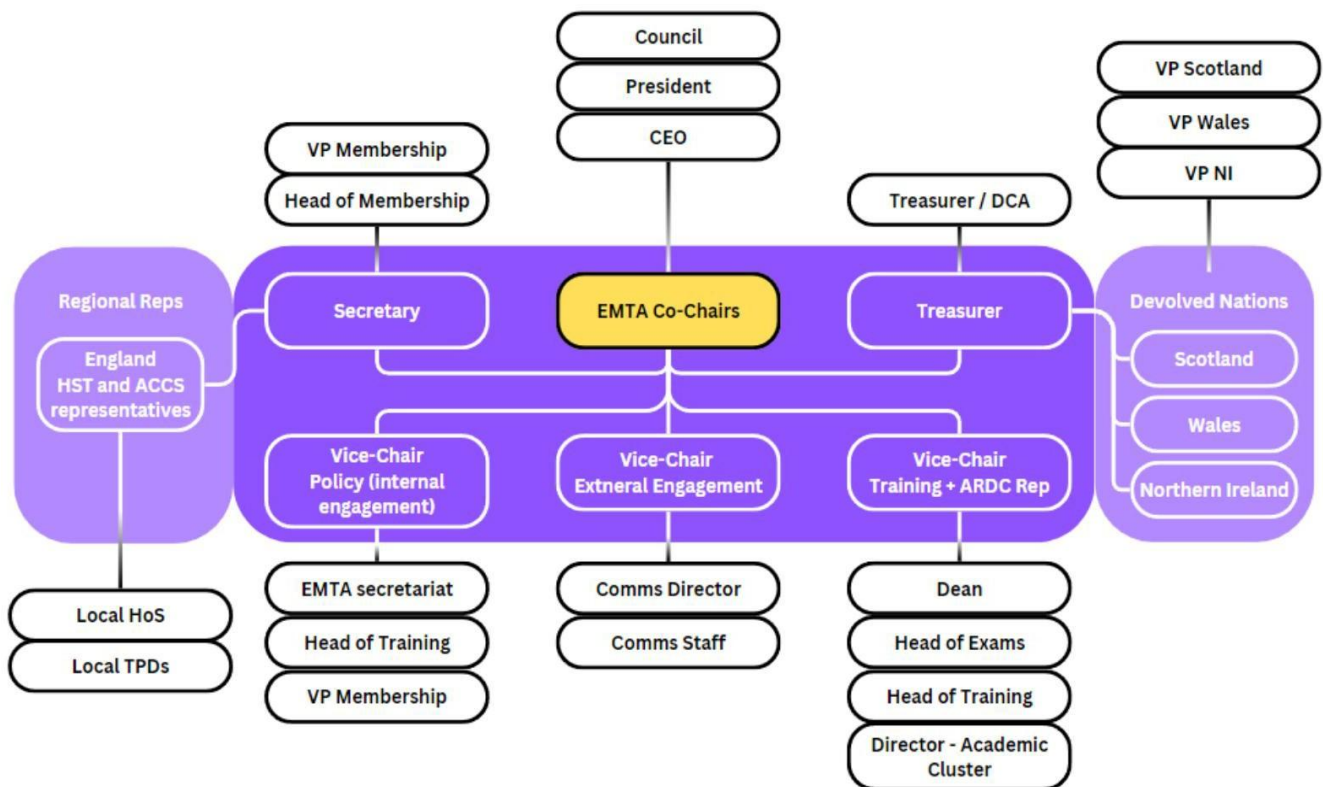 Council
President
CEO
VP Scotland
VP Wales
VP NI
VP Membership
Head of Membership
Treasurer / DCA
Regional Reps
England
HST and ACCS
representatives
Secretary
EMTA Co-Chairs
Treasurer
Devolved Nations
Scotland
Wales
Northern Ireland
Vice-Chair
Policy (internal
engagement)
Vice-Chair
Extneral Engagement
Vice-Chair
Training + ARDC Rep
Local HoS
Local TPDs
EMTA secretariat
Head of Training
VP Membership
Comms Director
Comms Staff
Dean
Head of Exams
Head of Training
Director - Academic
Cluster